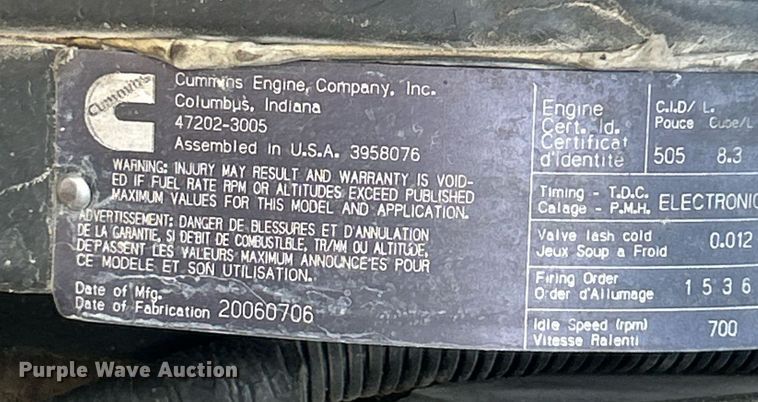 Cummins
Cummins Engine Company, Inc.
Columbus, Indiana
47202-3005
Assembled in U.S.A. 3958076
WARNING: INJURY MAY RESULT AND WARRANTY IS VOID-
ED IF FUEL RATE RPM OR ALTITUDES EXCEED PUBLISHED
MAXIMUM VALUES FOR THIS MODEL AND APPLICATION.
ADVERTISSEMENT: DANGER DE BLESSURES ET D'ANNULATION
DE LA GARANTIE, SI DEBIT DE COMBUSTLBLE, TR/MM OU ALTITUDE,
DEPASSENT LES VALEURS MAXIMUM ANNOUNCE'ES POUR
CE MODELE ET SON UTILISATION.
Date of Mfg.
Date of Fabrication 20060706
Engine
Cert. Id.
Certificat
d'identité
C.I.D/ L.
Pouce Cube/L
505 8.3
Timing - T.D.C.
Calage - P.M.H. ELECTRONIC
Valve lash cold
Jeux Soup a Froid
0.012
Firing Order
Order d'Allumage
1 5 3 6
Idle Speed (rpm)
Vitesse Ralenti
700
Purple Wave Auction